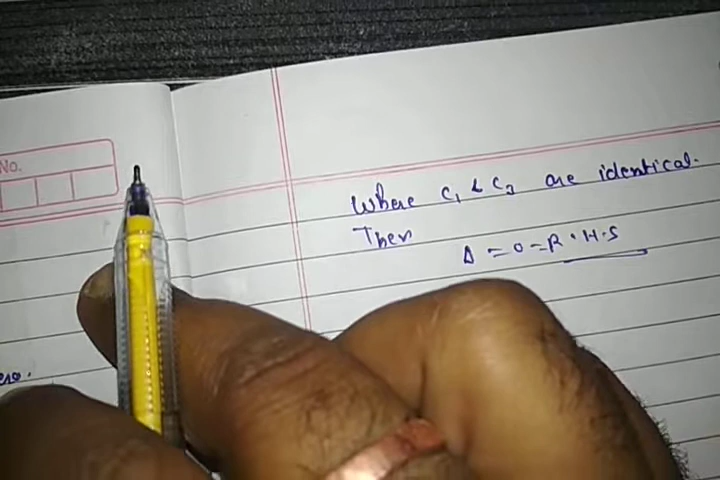 No.
Where C₁ & C₃ are identical.
Then
Δ = 0 = R.H.S